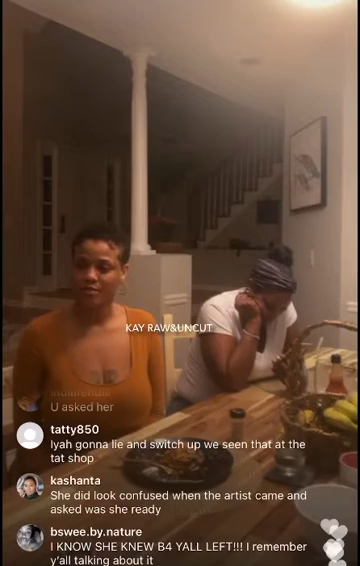 KAY RAW&UNCUT
U asked her
tatty850
Iyah gonna lie and switch up we seen that at the
tat shop
kashanta
She did look confused when the artist came and
asked was she ready
bswee.by.nature
I KNOW SHE KNEW B4 YALL LEFT!!! I remember
y'all talking about it